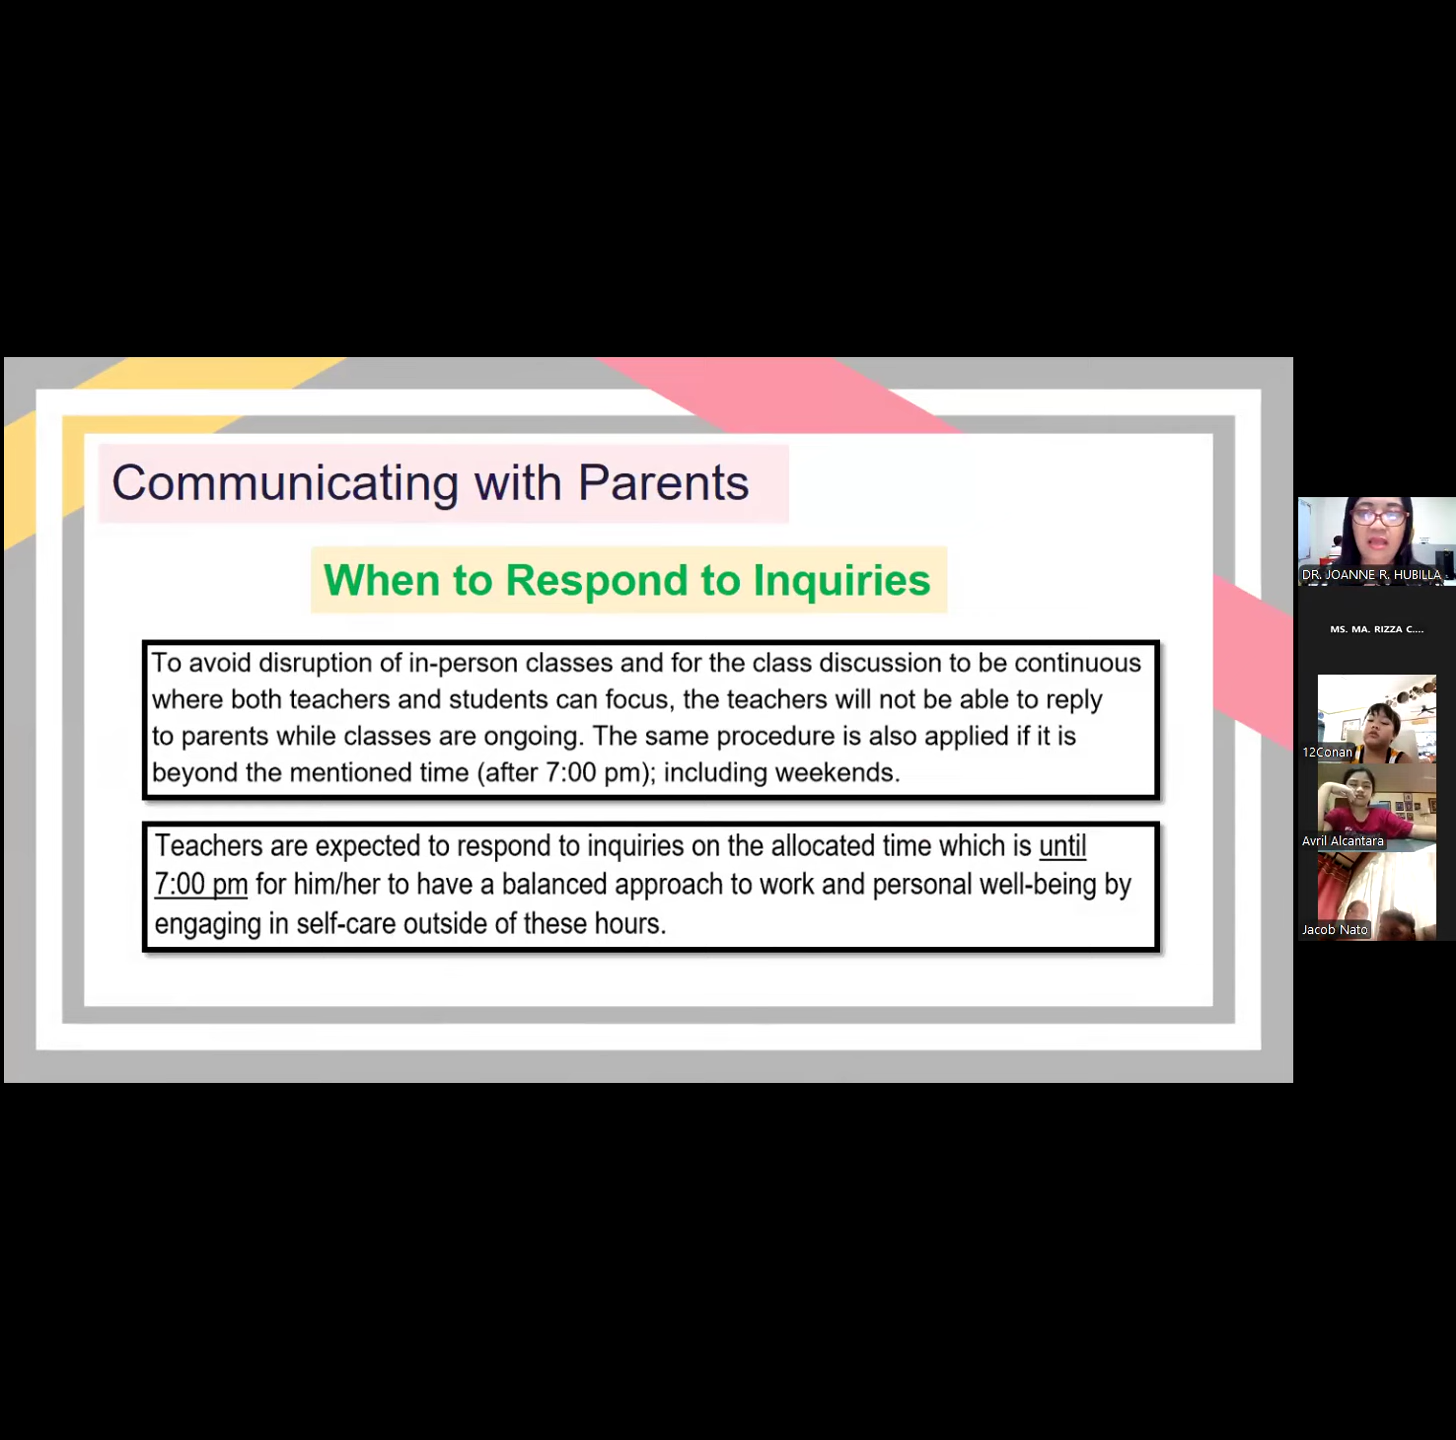 Communicating with Parents
When to Respond to Inquiries
To avoid disruption of in-person classes and for the class discussion to be continuous
where both teachers and students can focus, the teachers will not be able to reply
to parents while classes are ongoing. The same procedure is also applied if it is
beyond the mentioned time (after 7:00 pm); including weekends.
Teachers are expected to respond to inquiries on the allocated time which is until
7:00 pm for him/her to have a balanced approach to work and personal well-being by
engaging in self-care outside of these hours.
DR. JOANNE R. HUBILLA
MS. MA. RIZZA C....
12Conan
Avril Alcantara
Jacob Nato